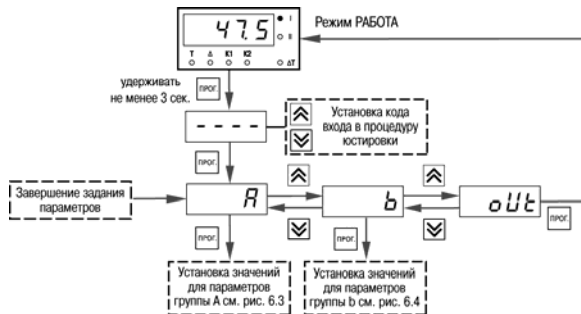 Режим РАБОТА
47.5
I
II
T Δ K1 K2
ΔT
удерживать
не менее 3 сек.
ПРОГ.
- - - -
Установка кода
входа в процедуру
юстировки
ПРОГ.
Завершение задания
параметров
A
b
oUt
ПРОГ.
ПРОГ.
ПРОГ.
Установка значений
для параметров
группы А см. рис. 6.3
Установка значений
для параметров
группы b см. рис. 6.4